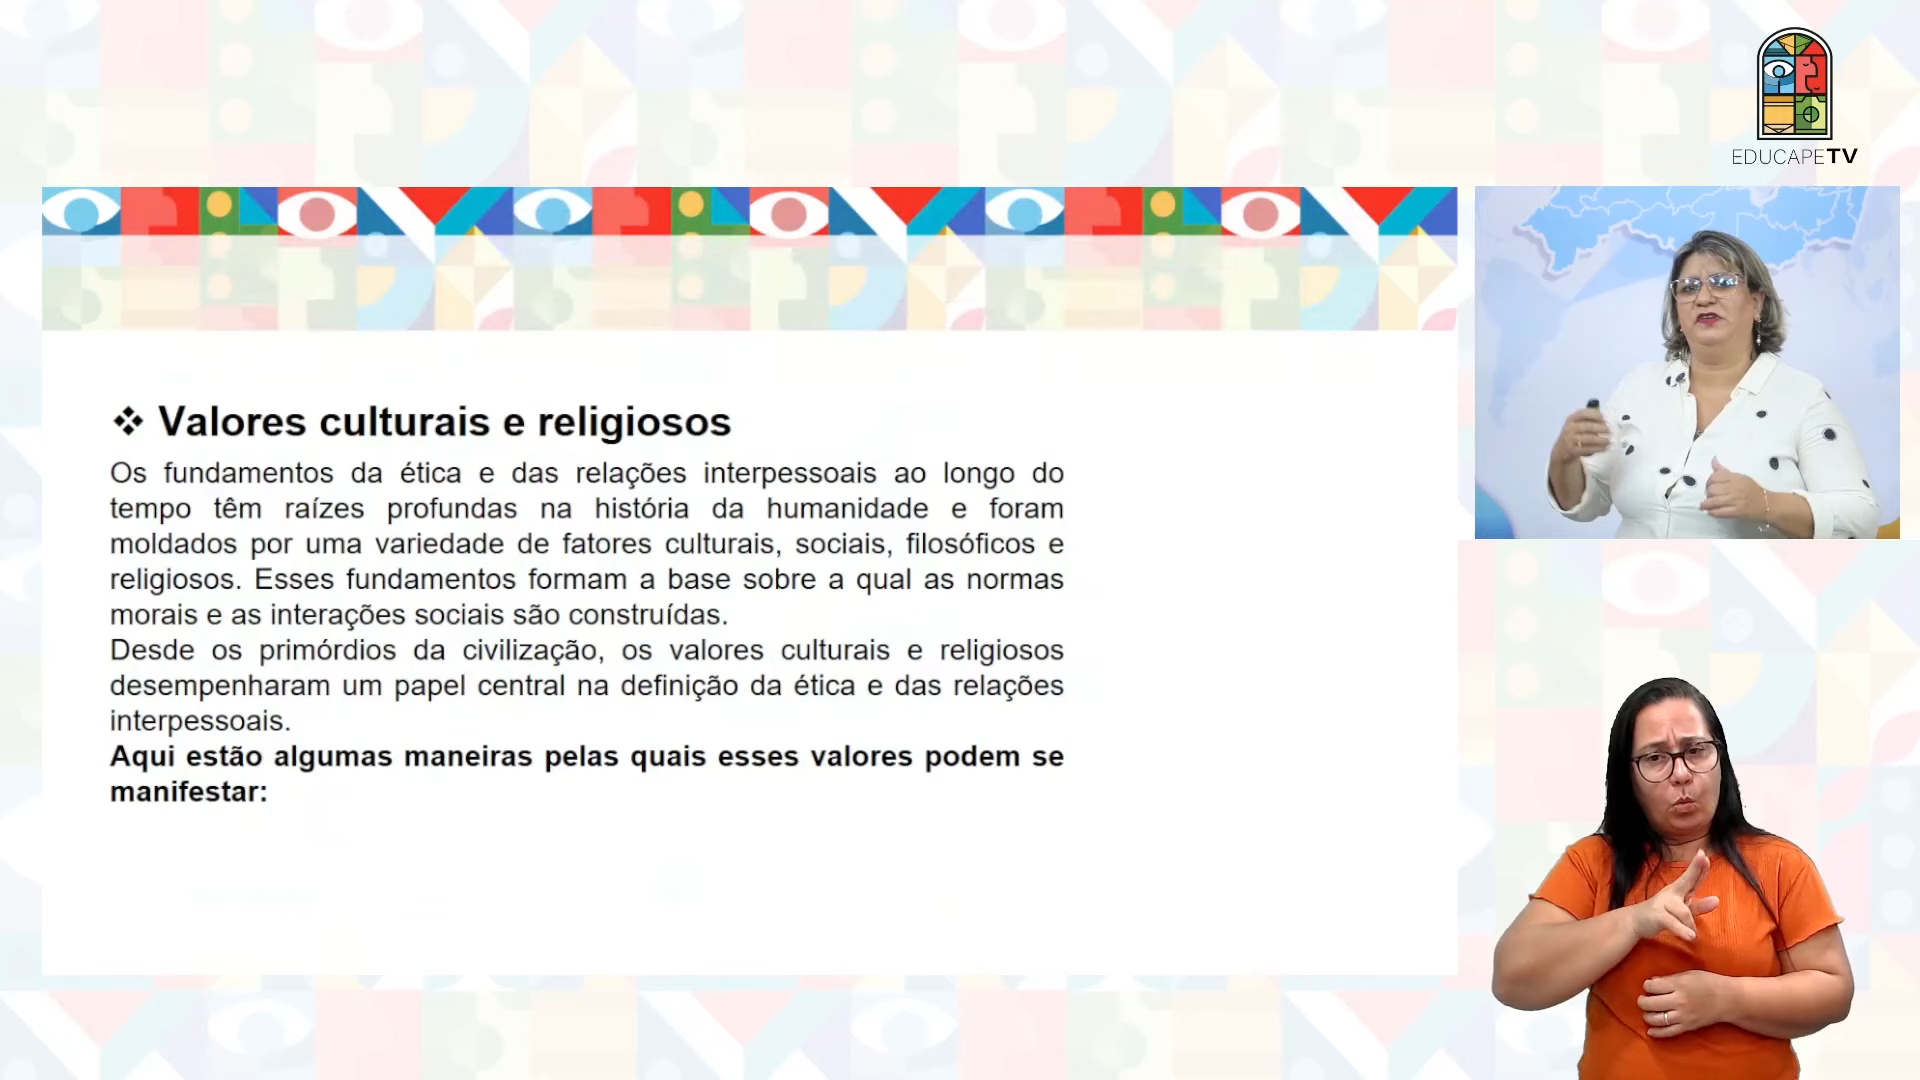 EDUCAPETV
❖ Valores culturais e religiosos
Os fundamentos da ética e das relações interpessoais ao longo do
tempo têm raízes profundas na história da humanidade e foram
moldados por uma variedade de fatores culturais, sociais, filosóficos e
religiosos. Esses fundamentos formam a base sobre a qual as normas
morais e as interações sociais são construídas.
Desde os primórdios da civilização, os valores culturais e religiosos
desempenharam um papel central na definição da ética e das relações
interpessoais.
Aqui estão algumas maneiras pelas quais esses valores podem se
manifestar: